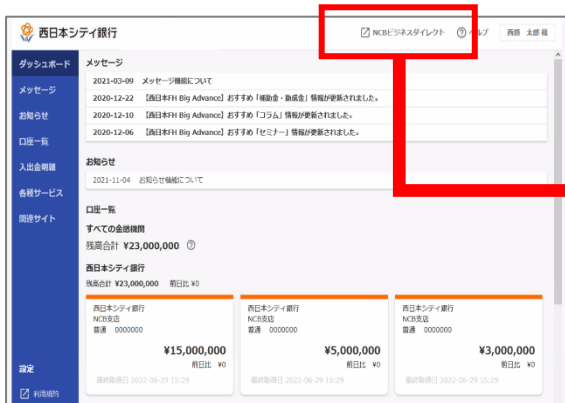 西日本シティ銀行
NCBビジネスダイレクト
ヘルプ
西銀 太郎 様
ダッシュボード
メッセージ
お知らせ
口座一覧
入出金明細
各種サービス
関連サイト
設定
利用規約
メッセージ
2021-03-09 メッセージ機能について
2020-12-22 【西日本FH Big Advance】おすすめ「補助金・助成金」情報が更新されました。
2020-12-10 【西日本FH Big Advance】おすすめ「コラム」情報が更新されました。
2020-12-06 【西日本FH Big Advance】おすすめ「セミナー」情報が更新されました。
お知らせ
2021-11-04 お知らせ機能について
口座一覧
すべての金融機関
残高合計 ¥23,000,000
西日本シティ銀行
残高合計 ¥23,000,000 前日比 ¥0
西日本シティ銀行
NCB支店
普通 0000000
¥15,000,000
前日比 ¥0
最終取得日 2022-06-29 15:29
西日本シティ銀行
NCB支店
普通 0000000
¥5,000,000
前日比 ¥0
最終取得日 2022-06-29 15:29
西日本シティ銀行
NCB支店
普通 0000000
¥3,000,000
前日比 ¥0
最終取得日 2022-06-29 15:29